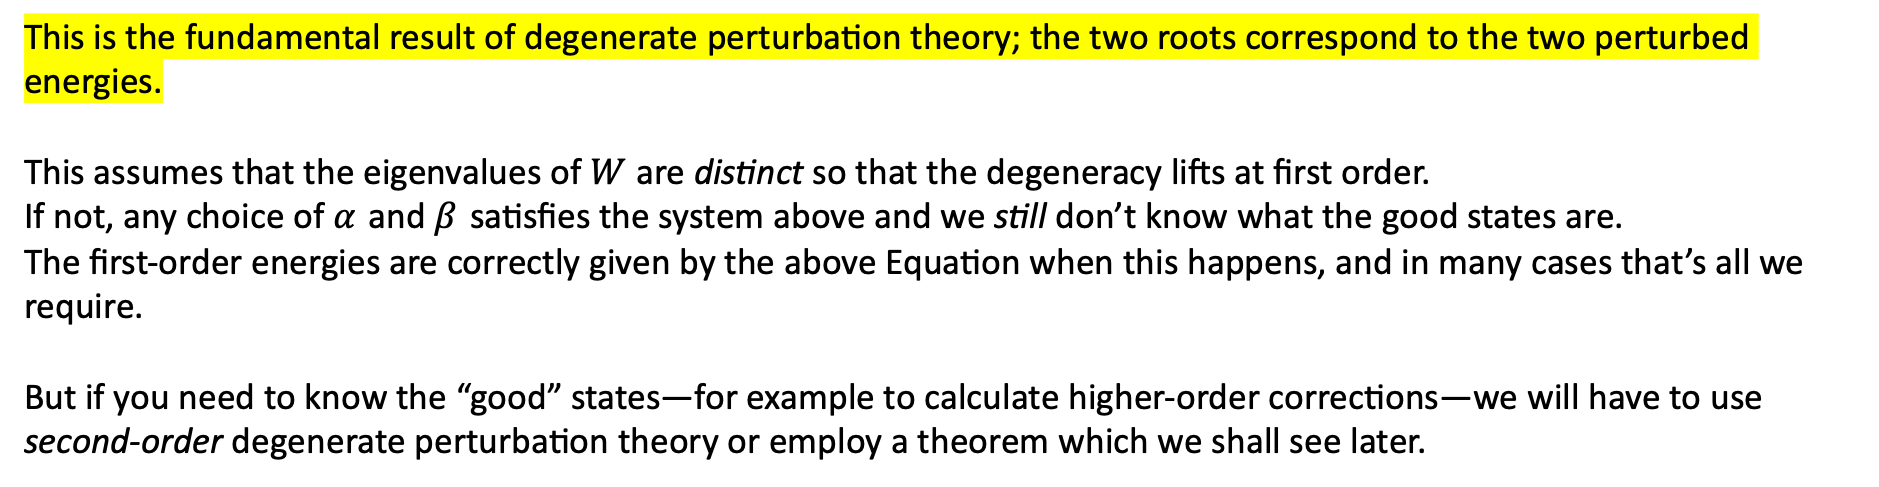 This is the fundamental result of degenerate perturbation theory; the two roots correspond to the two perturbed
energies.
This assumes that the eigenvalues of W are distinct so that the degeneracy lifts at first order.
If not, any choice of α and β satisfies the system above and we still don’t know what the good states are.
The first-order energies are correctly given by the above Equation when this happens, and in many cases that’s all we
require.
But if you need to know the “good” states—for example to calculate higher-order corrections—we will have to use
second-order degenerate perturbation theory or employ a theorem which we shall see later.